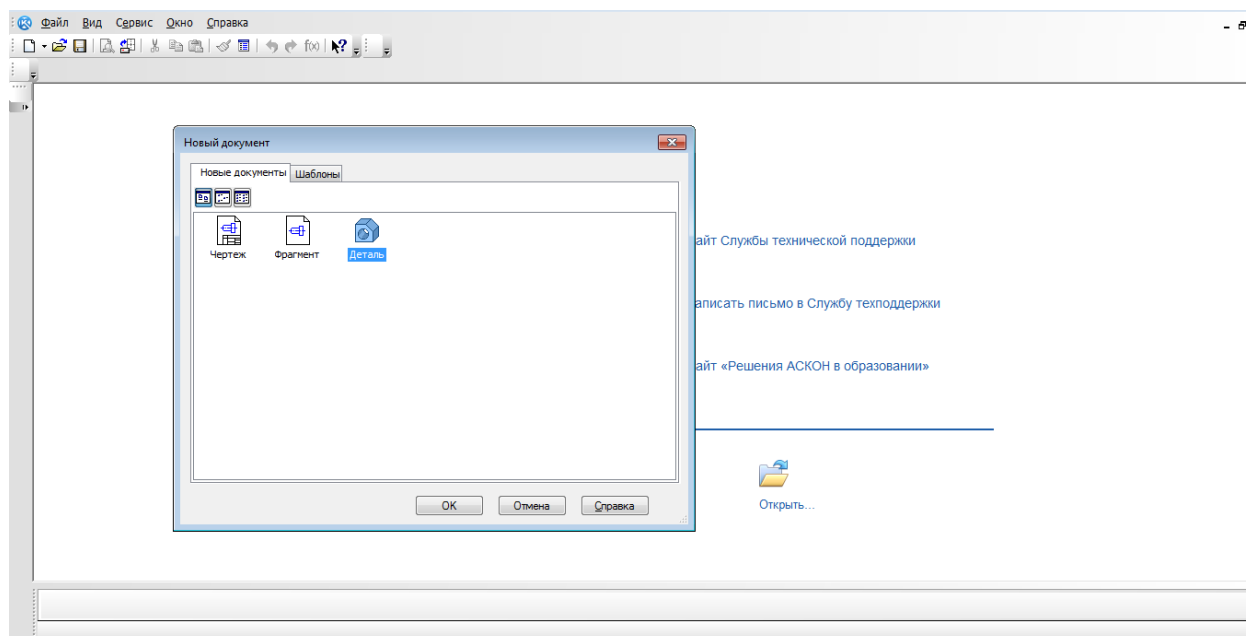 Файл Вид Сервис Окно Справка
Новый документ
Новые документы Шаблоны
Чертеж Фрагмент Деталь
айт Службы технической поддержки
аписать письмо в Службу техподдержки
айт «Решения АСКОН в образовании»
OK Отмена Справка
Открыть...